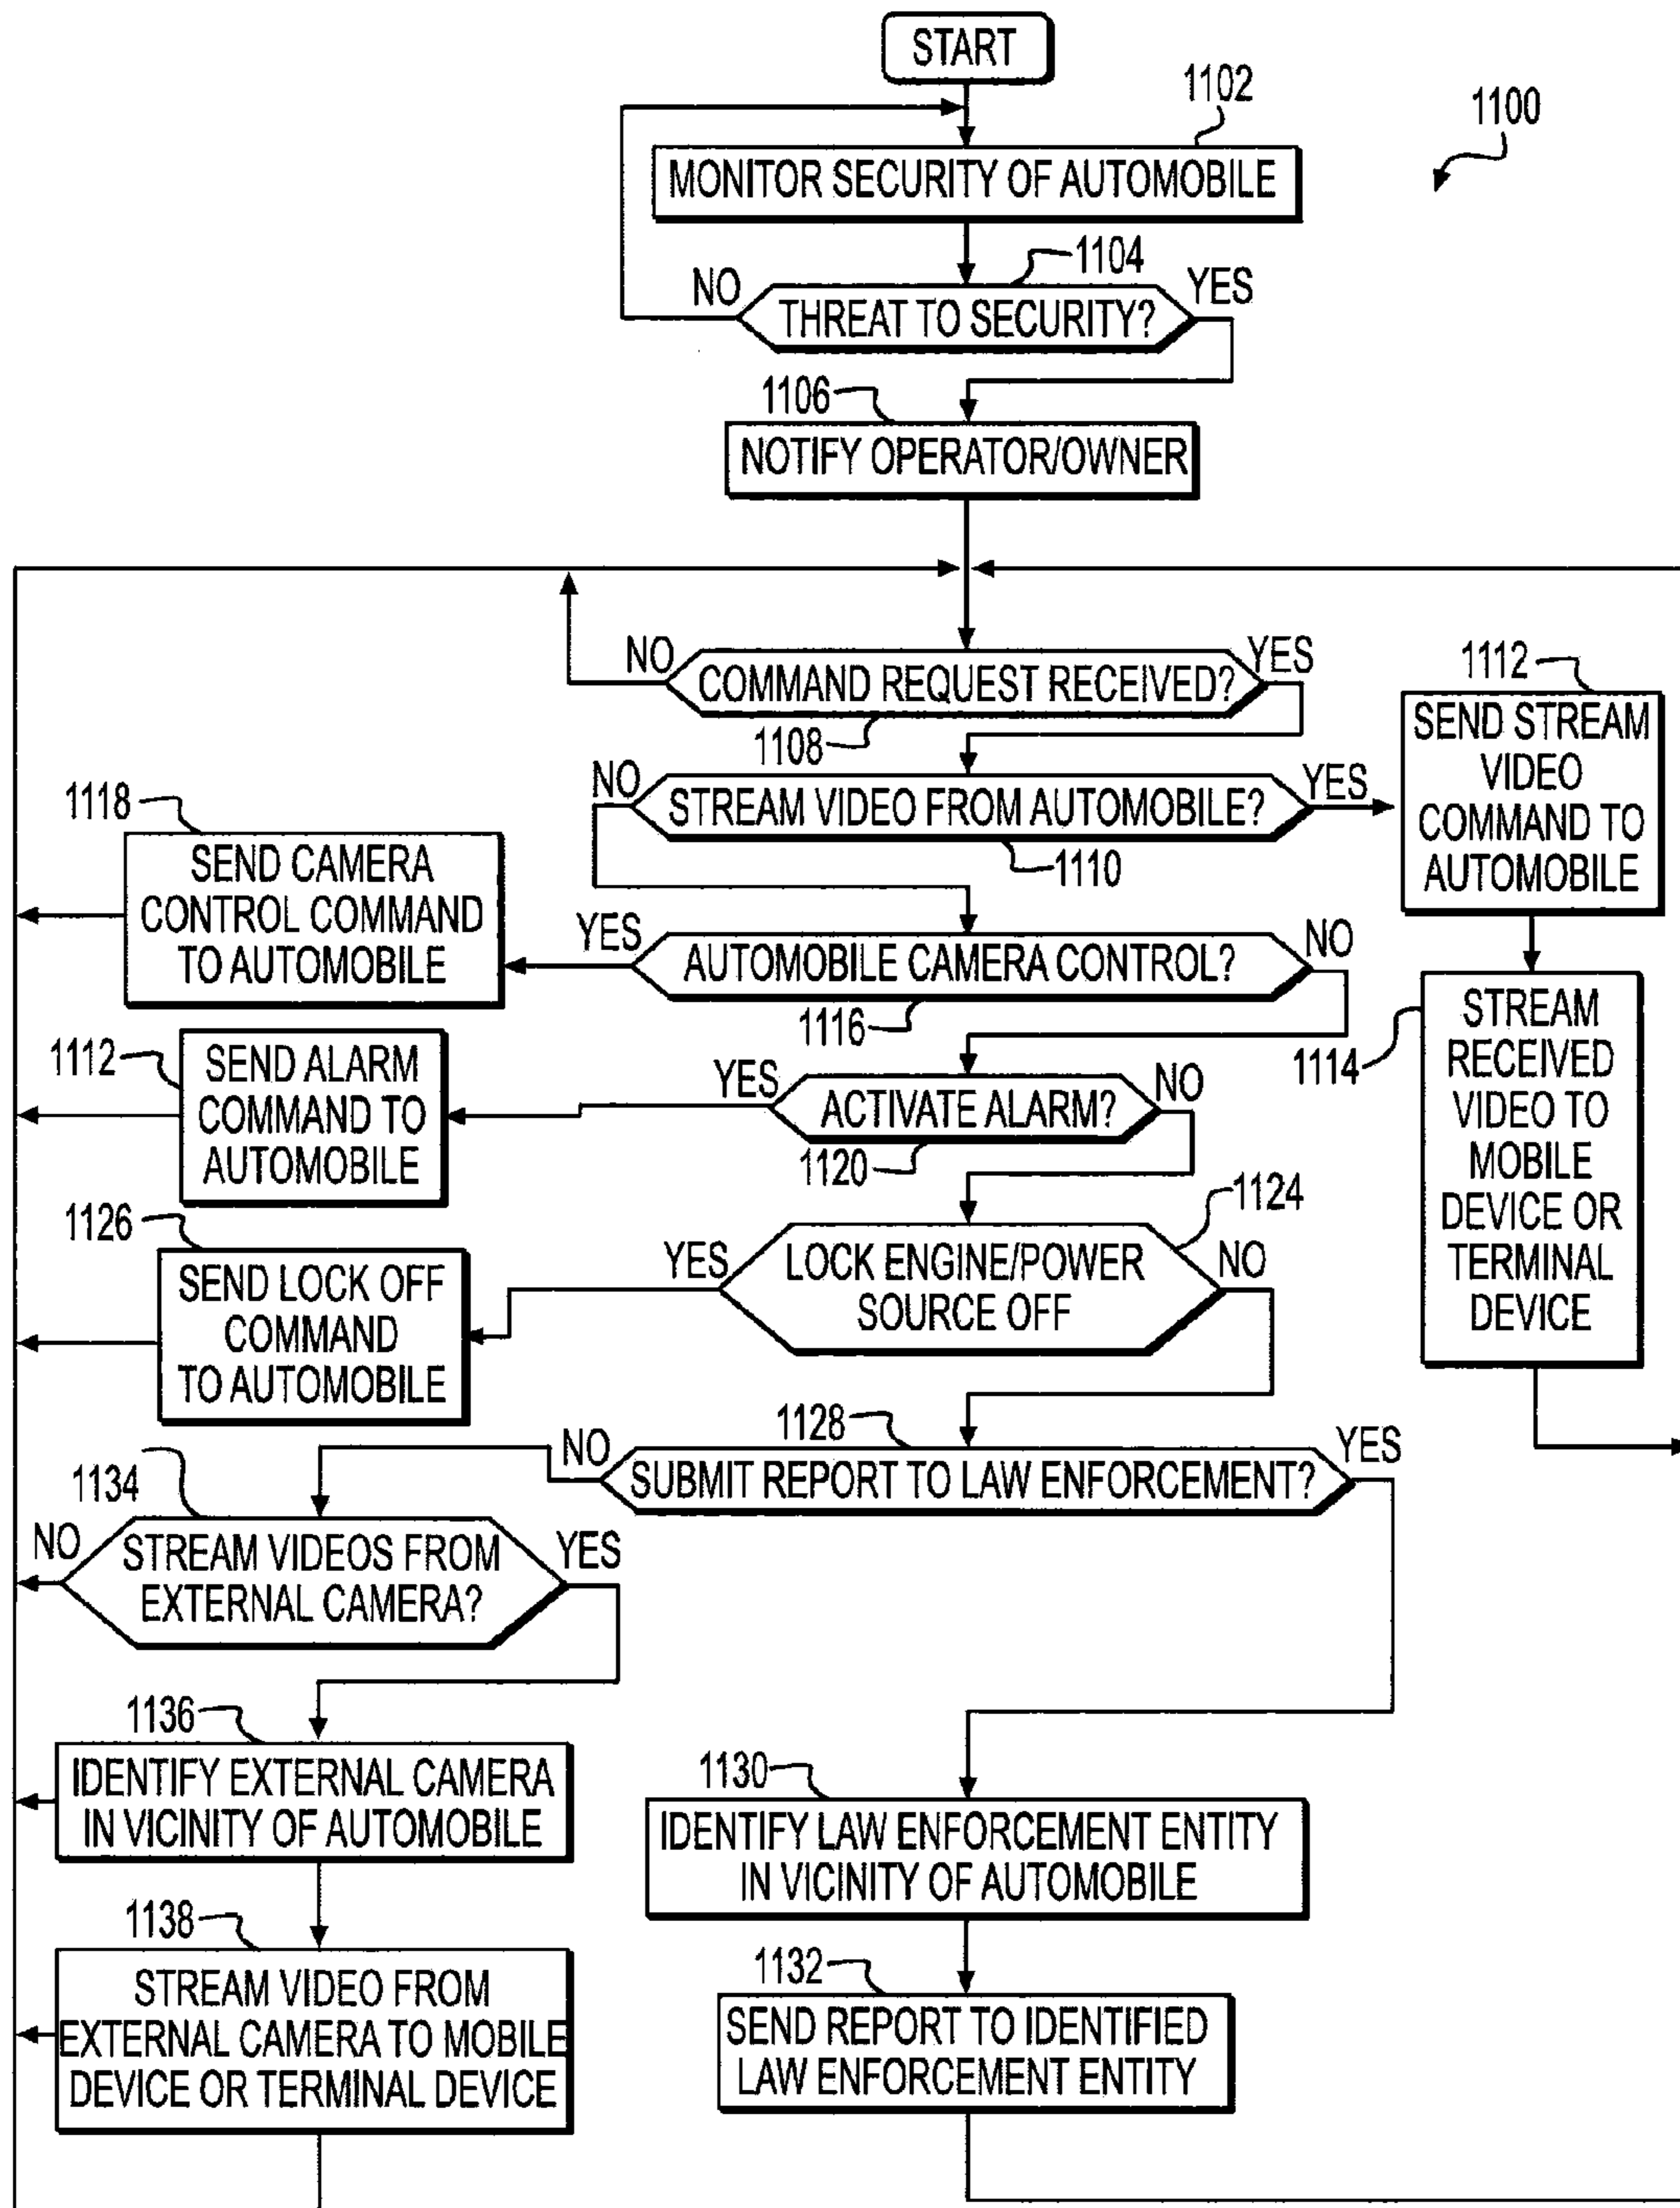 START
1102
1100
MONITOR SECURITY OF AUTOMOBILE
1104
NO
YES
THREAT TO SECURITY?
1106
NOTIFY OPERATOR/OWNER
NO
YES
COMMAND REQUEST RECEIVED?
1108
1112
SEND STREAM
VIDEO
COMMAND TO
AUTOMOBILE
NO
YES
STREAM VIDEO FROM AUTOMOBILE?
1110
1118
SEND CAMERA
CONTROL COMMAND
TO AUTOMOBILE
YES
NO
AUTOMOBILE CAMERA CONTROL?
1116
1114
STREAM
RECEIVED
VIDEO TO
MOBILE
DEVICE OR
TERMINAL
DEVICE
1112
SEND ALARM
COMMAND TO
AUTOMOBILE
YES
NO
ACTIVATE ALARM?
1120
1124
1126
SEND LOCK OFF
COMMAND
TO AUTOMOBILE
YES
NO
LOCK ENGINE/POWER
SOURCE OFF
1128
NO
YES
SUBMIT REPORT TO LAW ENFORCEMENT?
1134
NO
YES
STREAM VIDEOS FROM
EXTERNAL CAMERA?
1136
IDENTIFY EXTERNAL CAMERA
IN VICINITY OF AUTOMOBILE
1130
IDENTIFY LAW ENFORCEMENT ENTITY
IN VICINITY OF AUTOMOBILE
1138
STREAM VIDEO FROM
EXTERNAL CAMERA TO MOBILE
DEVICE OR TERMINAL DEVICE
1132
SEND REPORT TO IDENTIFIED
LAW ENFORCEMENT ENTITY